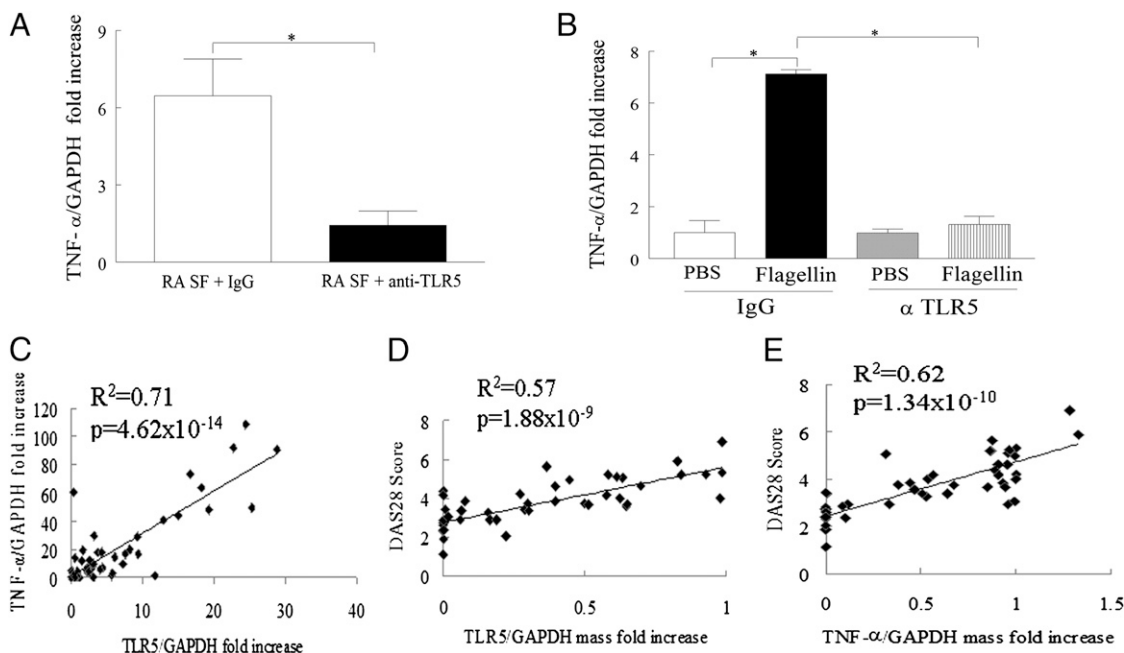 A
TNF- α/GAPDH fold increase
9
6
3
0
*
RA SF + IgG
RA SF + anti-TLR5
B
TNF-α/GAPDH fold increase
8
6
4
2
0
*
*
PBS
Flagellin
PBS
Flagellin
IgG
α TLR5
C
R²=0.71
p=4.62x10⁻¹⁴
TNF-α/GAPDH fold increase
120
100
80
60
40
20
0
0
10
20
30
40
TLR5/GAPDH fold increase
D
R²=0.57
p=1.88x10⁻⁹
DAS28 Score
8
6
4
2
0
0
0.5
1
TLR5/GAPDH mass fold increase
E
R²=0.62
p=1.34x10⁻¹⁰
DAS28 Score
8
6
4
2
0
0
0.5
1
1.5
TNF-α/GAPDH mass fold increase